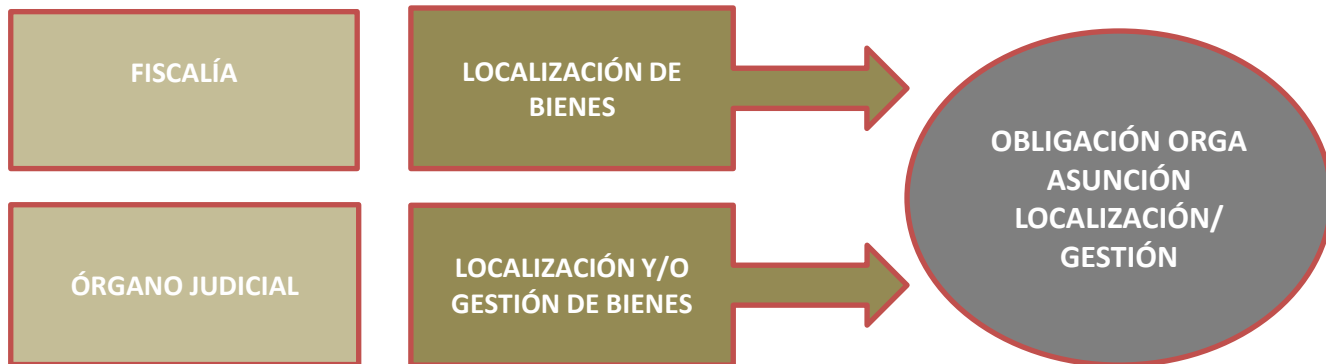 FISCALÍA
LOCALIZACIÓN DE
BIENES
ÓRGANO JUDICIAL
LOCALIZACIÓN Y/O
GESTIÓN DE BIENES
OBLIGACIÓN ORGA
ASUNCIÓN
LOCALIZACIÓN/
GESTIÓN